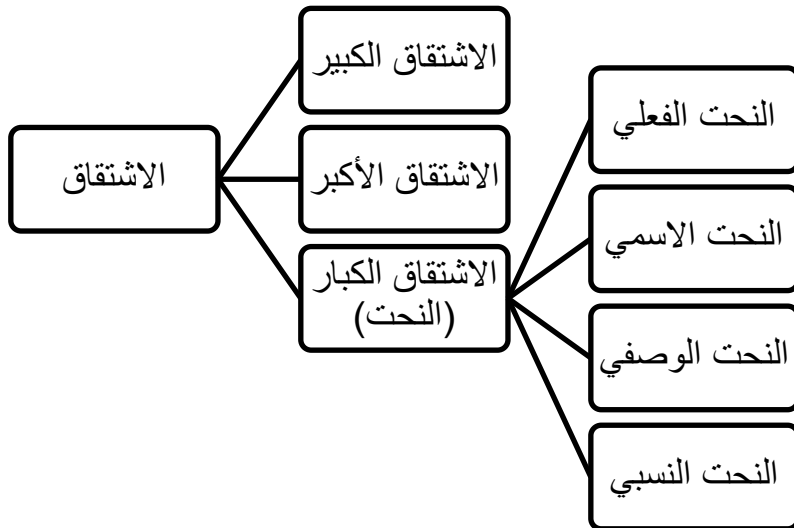 الاشتقاق
الاشتقاق الكبير
الاشتقاق الأكبر
الاشتقاق الكبار
(النحت)
النحت الفعلي
النحت الاسمي
النحت الوصفي
النحت النسبي